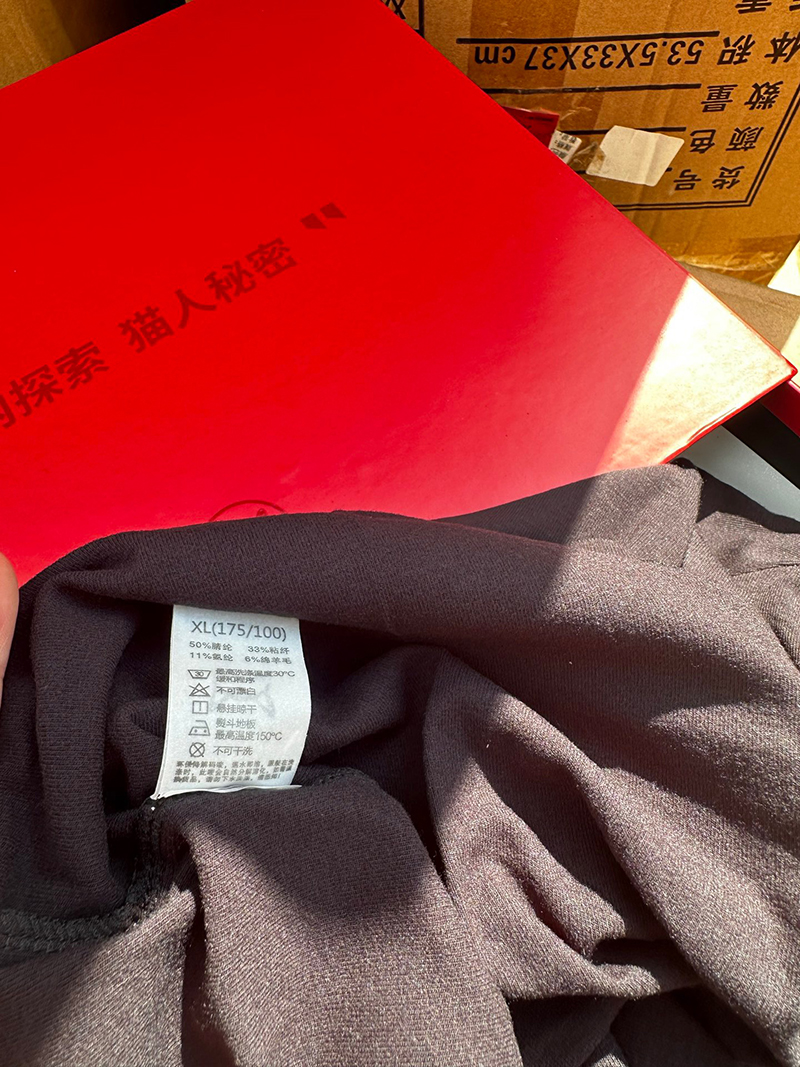 体积 53.5X33X37cm
数量
颜色
货号
探索 猫人秘密 "
XL(175/100)
50%腈纶 33%粘纤
11%氨纶 6%绵羊毛
30
最高洗涤温度30℃
缓和程序
不可漂白
悬挂晾干
熨斗地板
最高温度150℃
不可干洗